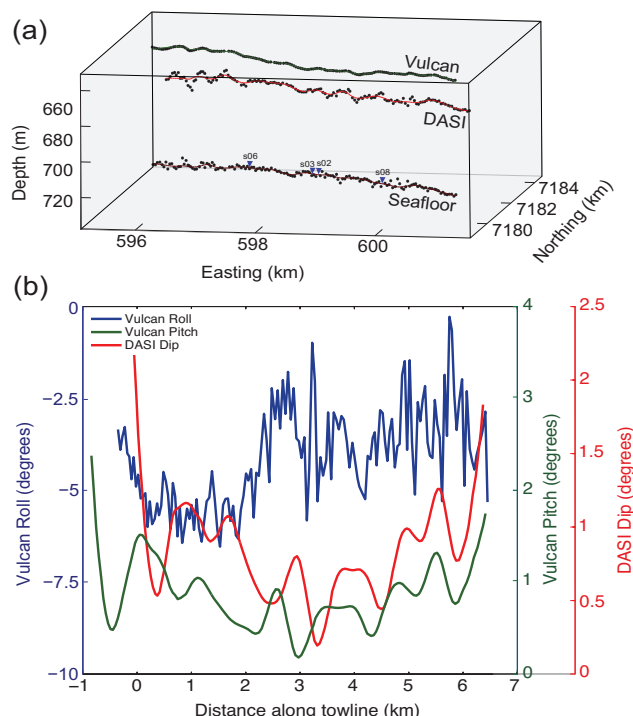 (a)
Vulcan
DASI
Seafloor
s06
s03
s02
s08
Depth (m)
660
680
700
720
596
598
600
Easting (km)
7180
7182
7184
Northing (km)
(b)
Vulcan Roll
Vulcan Pitch
DASI Dip
Vulcan Roll (degrees)
0
−2.5
−5
−7.5
−10
Vulcan Pitch (degrees)
4
3
2
1
0
DASI Dip (degrees)
2.5
2
1.5
1
0.5
0
−1
0
1
2
3
4
5
6
7
Distance along towline (km)